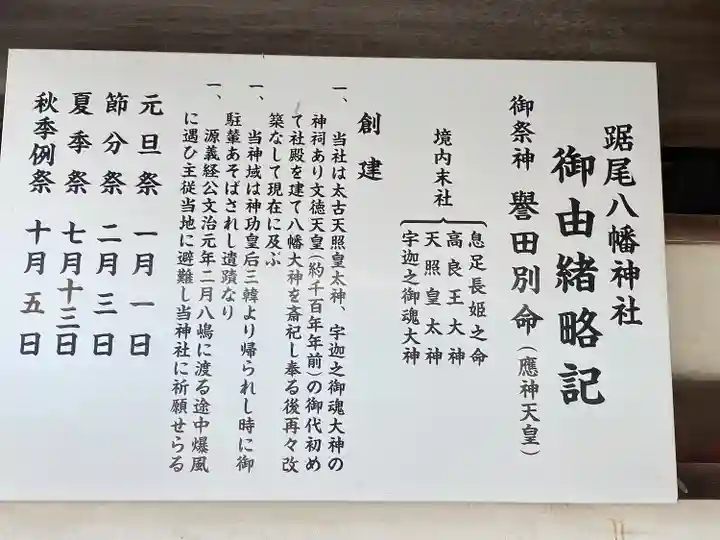 踞尾八幡神社
御由緒略記
御祭神 譽田別命(應神天皇)
境内末社
息足長姫之命
高良王大神
天照皇太神
宇迦之御魂大神
創建
一、当社は太古天照皇太神、宇迦之御魂大神の
神祠あり文徳天皇(約千百年年前)の御代初め
て社殿を建て八幡大神を斎祀し奉る後再々改
築なして現在に及ぶ
一、当神域は神功皇后三韓より帰られし時に御
駐輦あそばされし遺蹟なり
一、源義経公文治元年二月八嶋に渡る途中爆風
に遇ひ主従当地に避難し当神社に祈願せらる
元旦祭 一月一日
節分祭 二月三日
夏季祭 七月十三日
秋季例祭 十月五日